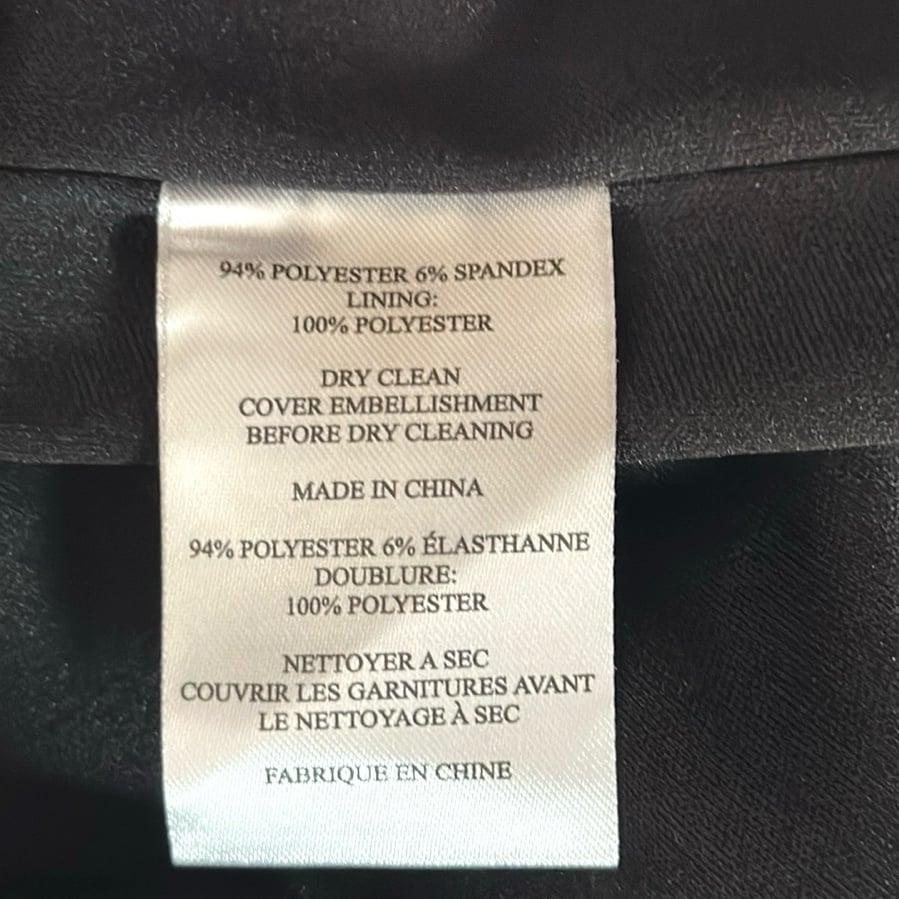 94% POLYESTER 6% SPANDEX
LINING:
100% POLYESTER
DRY CLEAN
COVER EMBELLISHMENT
BEFORE DRY CLEANING
MADE IN CHINA
94% POLYESTER 6% ÉLASTHANNE
DOUBLURE:
100% POLYESTER
NETTOYER A SEC
COUVRIR LES GARNITURES AVANT
LE NETTOYAGE À SEC
FABRIQUE EN CHINE